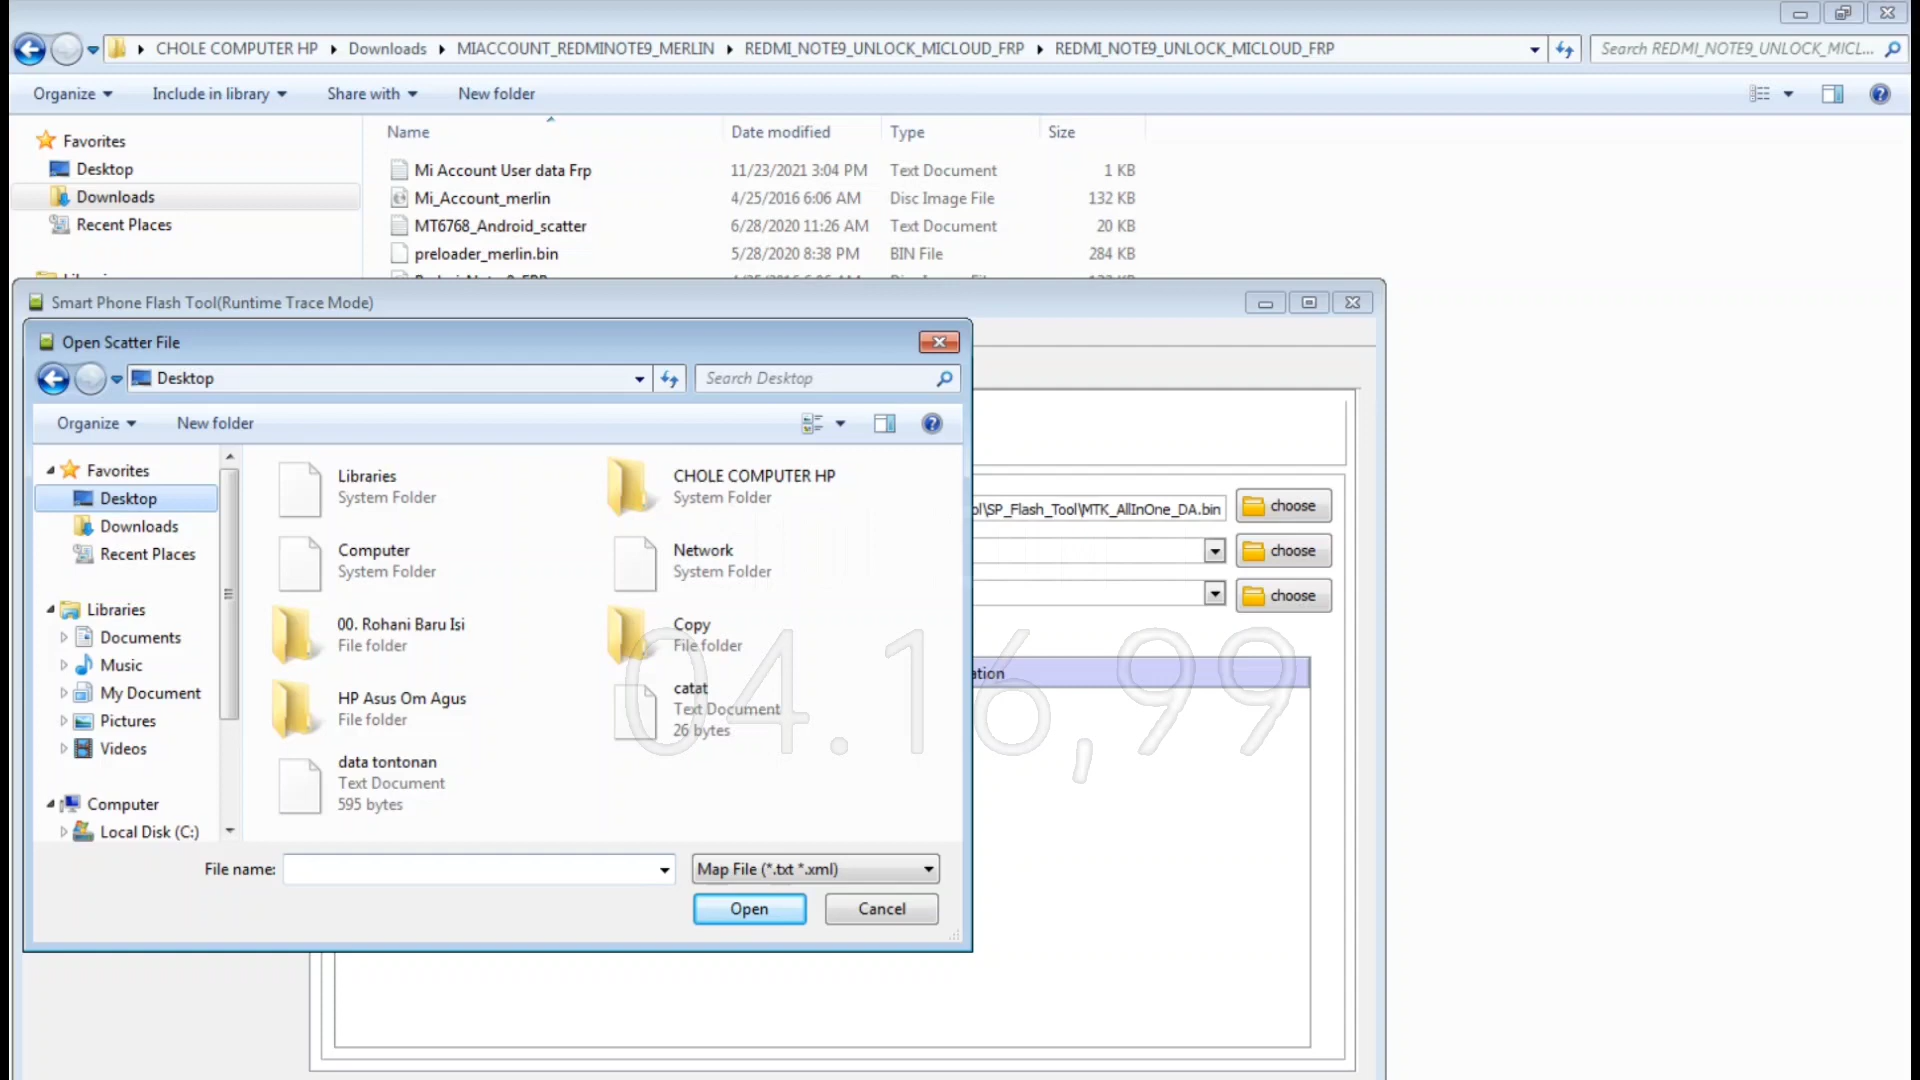 CHOLE COMPUTER HP Downloads MIACCOUNT_REDMINOTE9_MERLIN REDMI_NOTE9_UNLOCK_MICLOUD_FRP REDMI_NOTE9_UNLOCK_MICLOUD_FRP Search REDMI_NOTE9_UNLOCK_MICL...
Organize Include in library Share with New folder
Favorites
Desktop
Downloads
Recent Places
Name Date modified Type Size
Mi Account User data Frp 11/23/2021 3:04 PM Text Document 1 KB
Mi_Account_merlin 4/25/2016 6:06 AM Disc Image File 132 KB
MT6768_Android_scatter 6/28/2020 11:26 AM Text Document 20 KB
preloader_merlin.bin 5/28/2020 8:38 PM BIN File 284 KB
Smart Phone Flash Tool(Runtime Trace Mode)
Open Scatter File
Desktop Search Desktop
Organize New folder
Favorites
Desktop
Downloads
Recent Places
Libraries
Documents
Music
My Document
Pictures
Videos
Computer
Local Disk (C:)
Libraries
System Folder
CHOLE COMPUTER HP
System Folder
Computer
System Folder
Network
System Folder
00. Rohani Baru Isi
File folder
Copy
File folder
HP Asus Om Agus
File folder
catat
Text Document
26 bytes
data tontonan
Text Document
595 bytes
File name: Map File (*.txt *.xml)
Open Cancel
ol\SP_Flash_Tool\MTK_AllInOne_DA.bin choose
choose
choose
ation
04.16,99